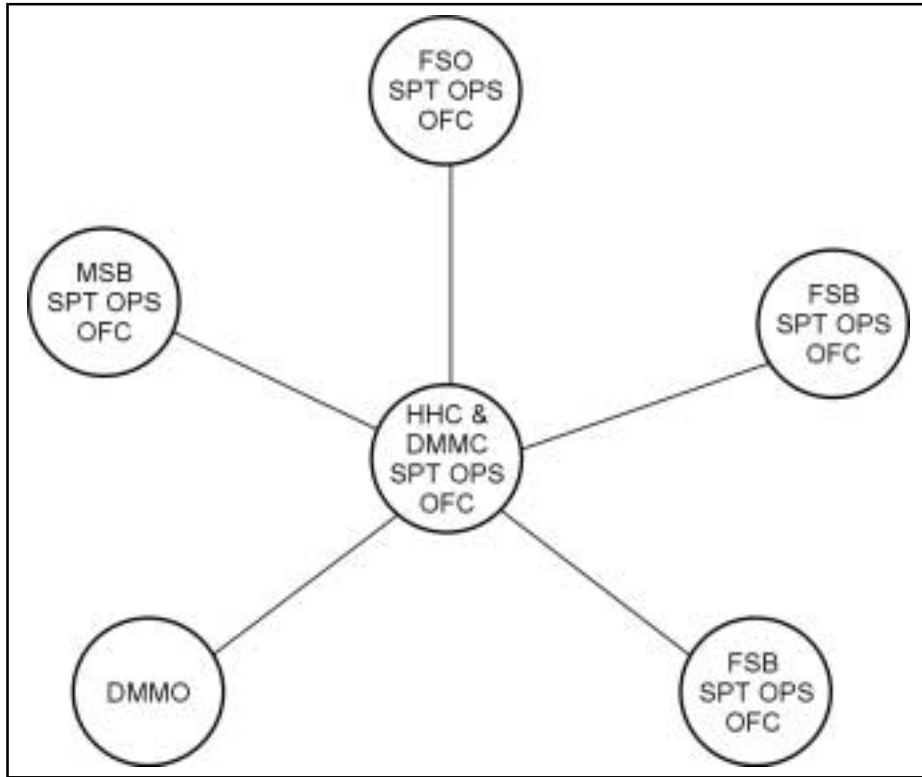 FSO
SPT OPS
OFC
MSB
SPT OPS
OFC
FSB
SPT OPS
OFC
HHC &
DMMC
SPT OPS
OFC
DMMO
FSB
SPT OPS
OFC